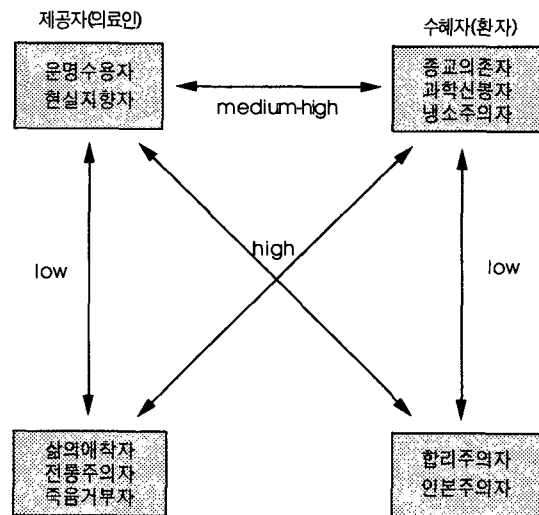 제공자(의료인)
수혜자(환자)
운명수용자
현실지향자
종교의존자
과학신봉자
냉소주의자
medium-high
high
low
low
삶의애착자
전통주의자
죽음거부자
합리주의자
인본주의자